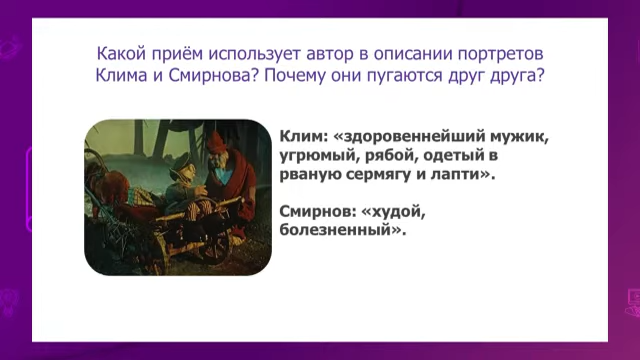 Какой приём использует автор в описании портретов
Клима и Смирнова? Почему они пугаются друг друга?
Клим: «здоровеннейший мужик,
угрюмый, рябой, одетый в
рваную сермягу и лапти».
Смирнов: «худой,
болезненный».